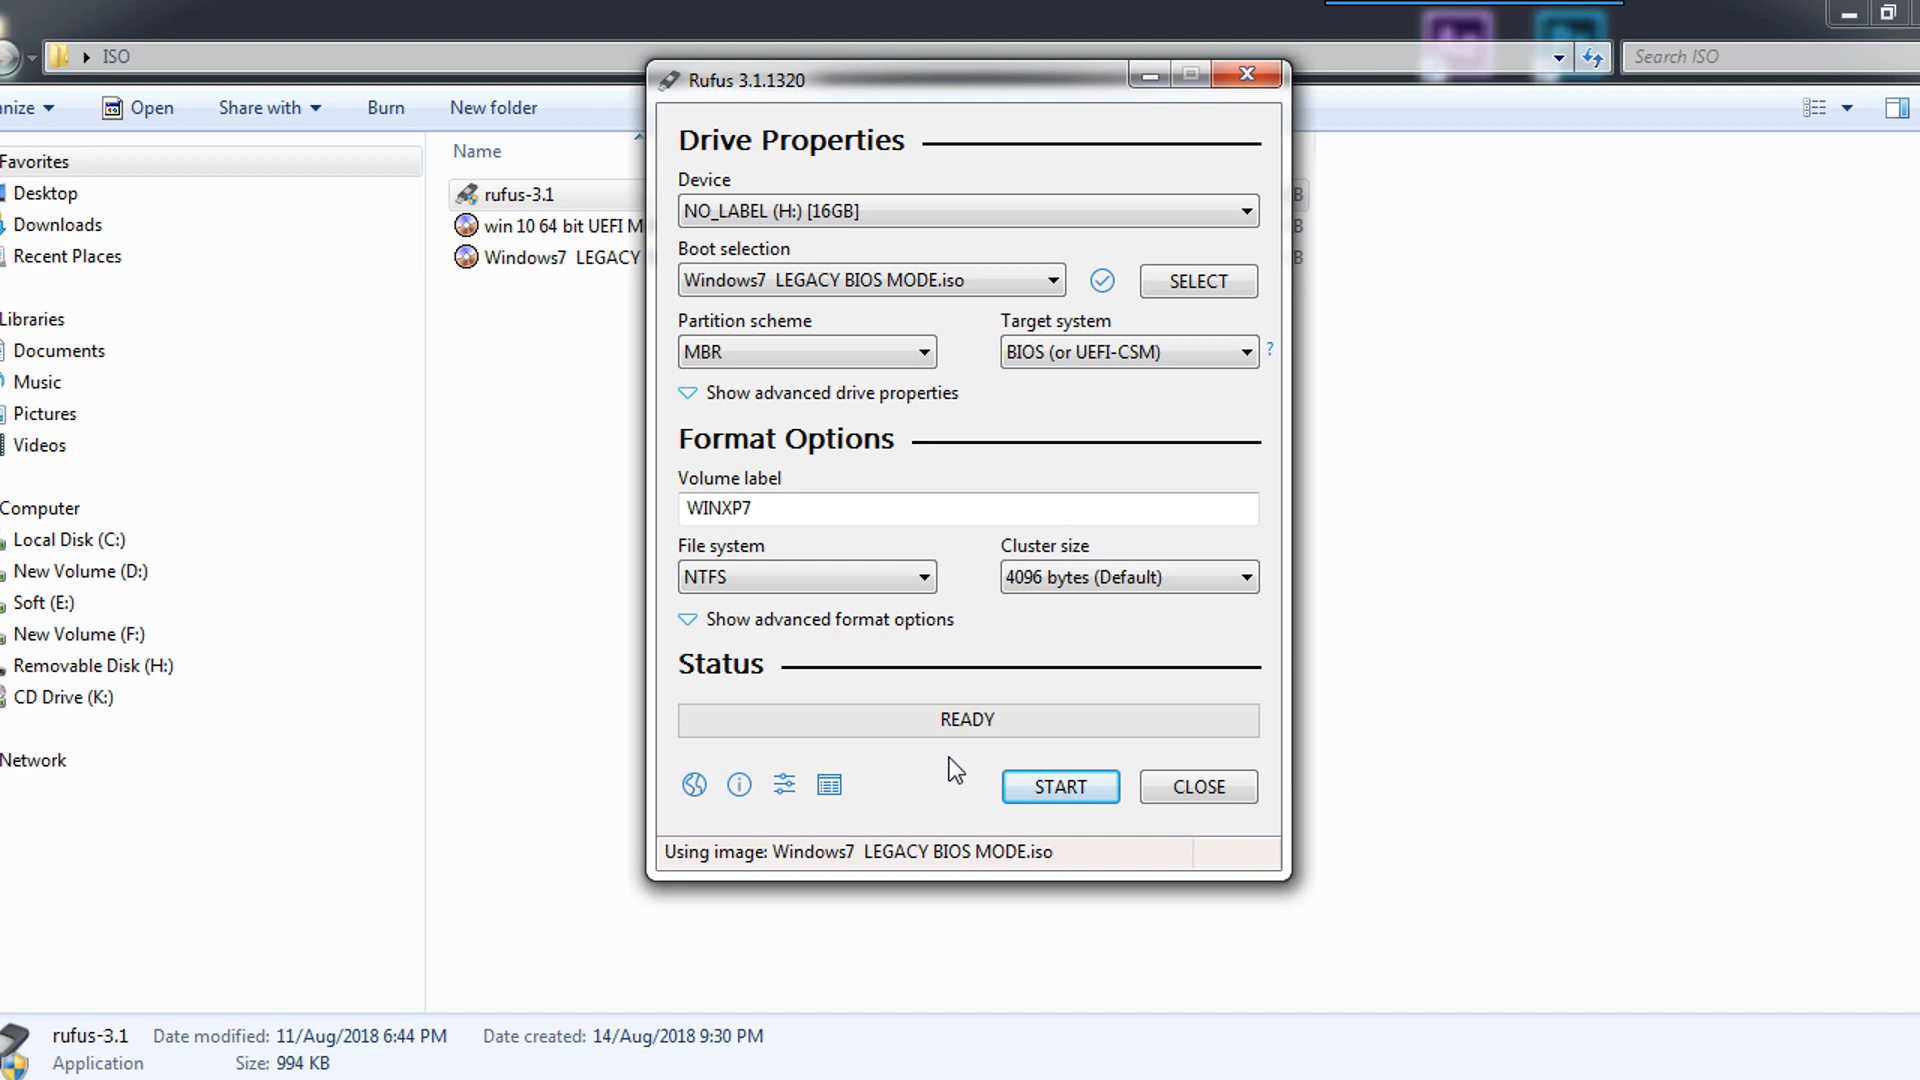 ISO
Search ISO
Rufus 3.1.1320
anize
Open
Share with
Burn
New folder
Favorites
Desktop
Downloads
Recent Places
Libraries
Documents
Music
Pictures
Videos
Computer
Local Disk (C:)
New Volume (D:)
Soft (E:)
New Volume (F:)
Removable Disk (H:)
CD Drive (K:)
Network
Name
rufus-3.1
win 10 64 bit UEFI M
Windows7 LEGACY
B
B
B
Drive Properties
Device
NO_LABEL (H:) [16GB]
Boot selection
Windows7 LEGACY BIOS MODE.iso
SELECT
Partition scheme
Target system
MBR
BIOS (or UEFI-CSM)
?
Show advanced drive properties
Format Options
Volume label
WINXP7
File system
Cluster size
NTFS
4096 bytes (Default)
Show advanced format options
Status
READY
START
CLOSE
Using image: Windows7 LEGACY BIOS MODE.iso
rufus-3.1 Date modified: 11/Aug/2018 6:44 PM Date created: 14/Aug/2018 9:30 PM
Application Size: 994 KB